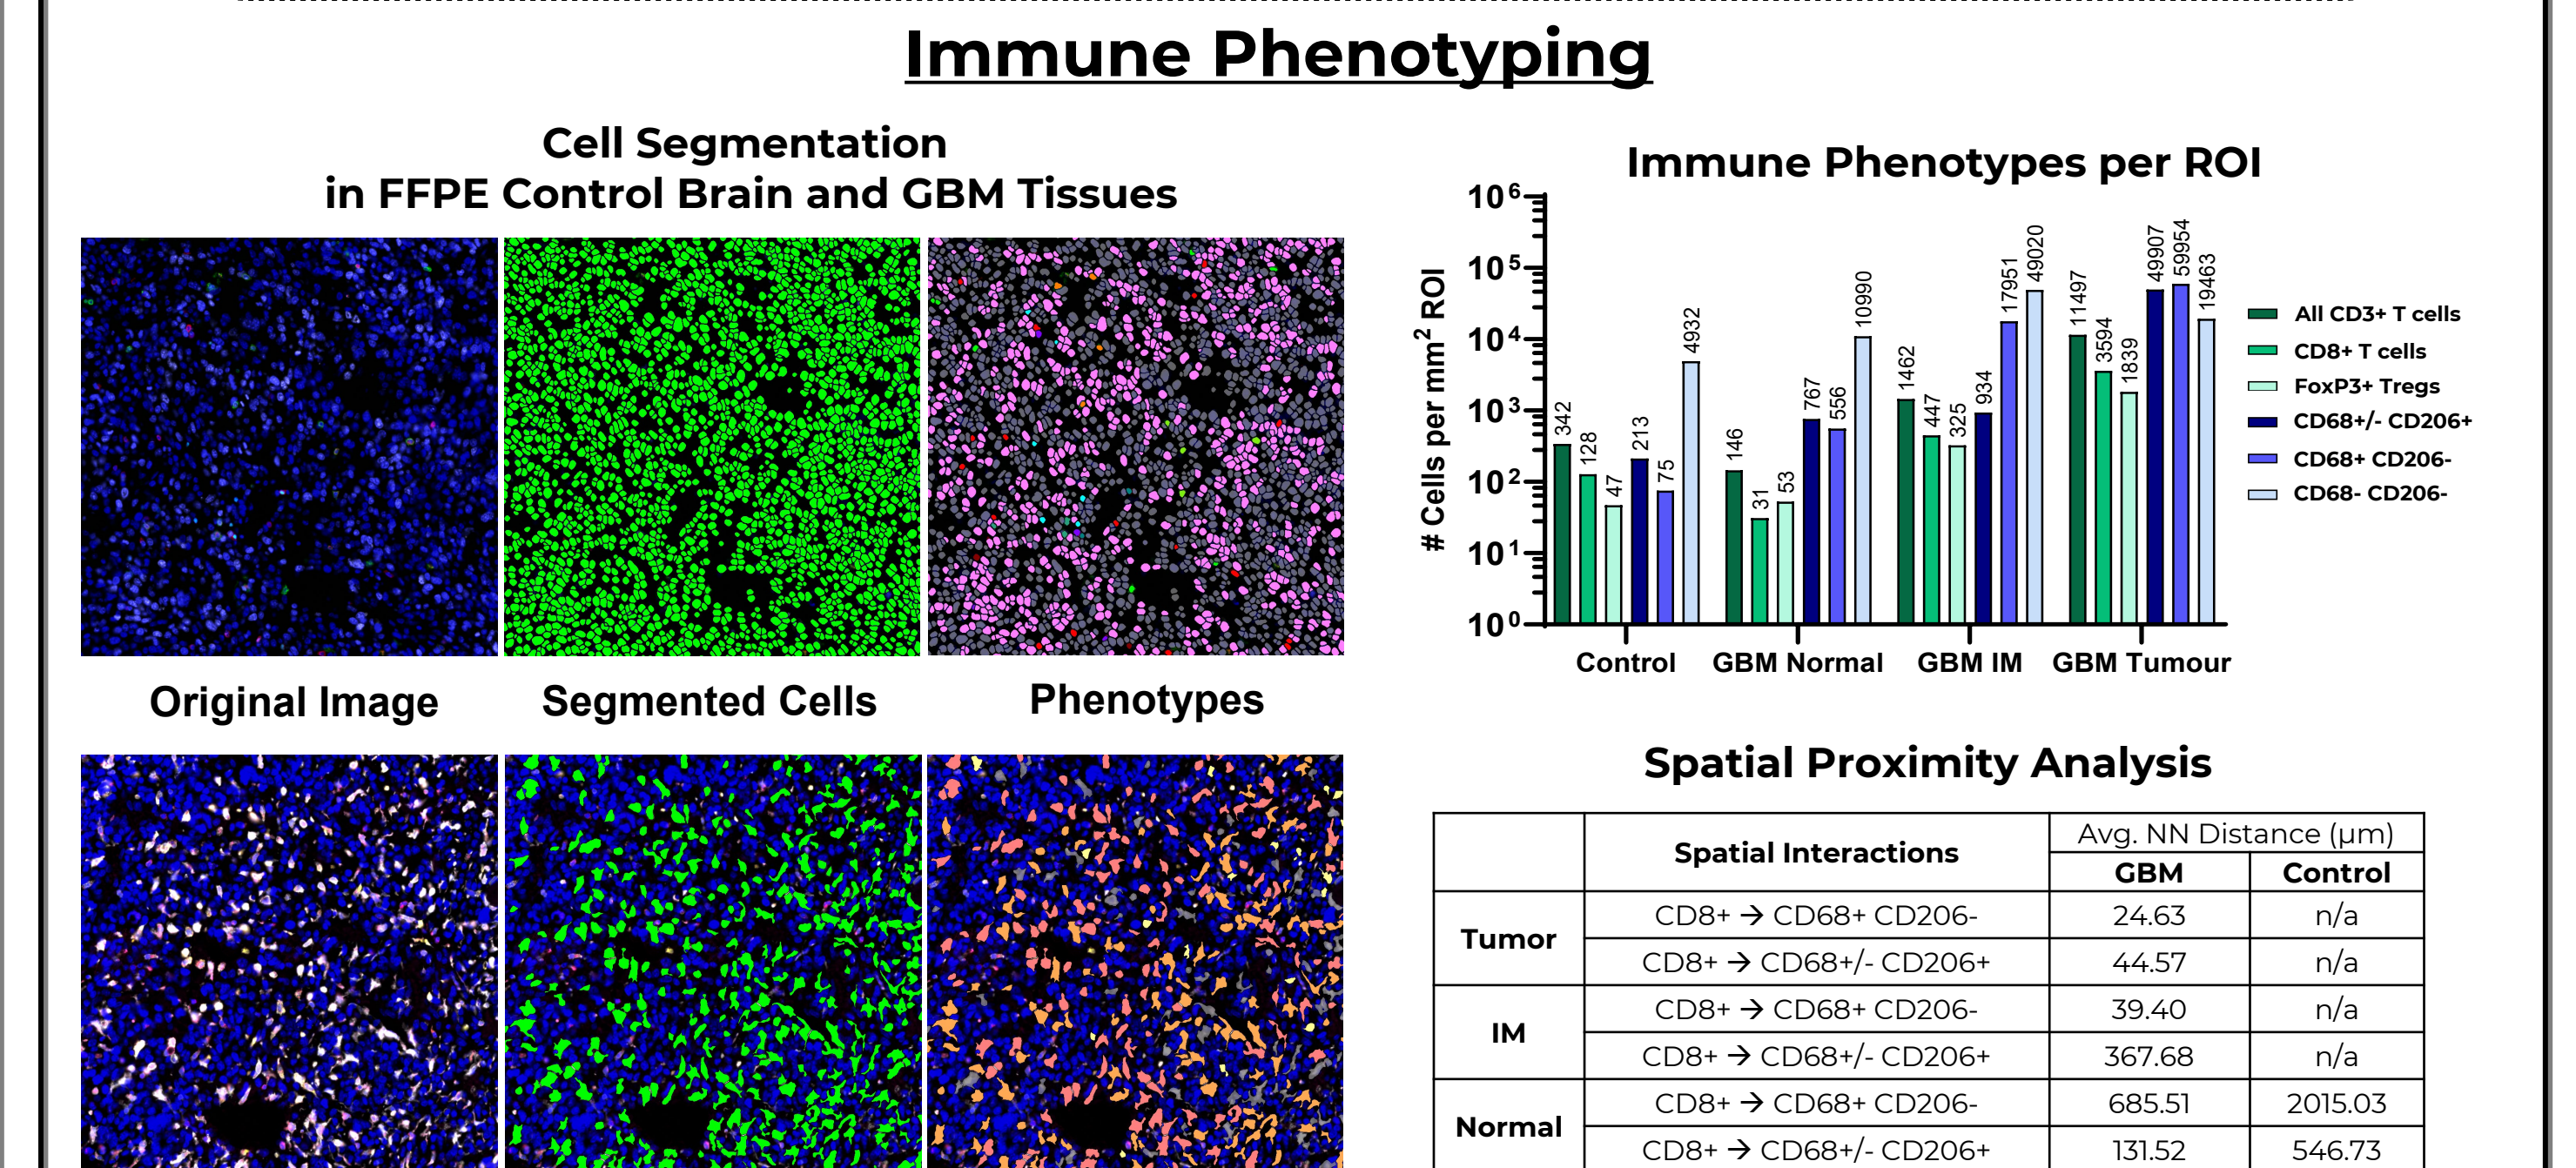 Immune Phenotyping
Cell Segmentation
in FFPE Control Brain and GBM Tissues
Original Image
Segmented Cells
Phenotypes
Immune Phenotypes per ROI
# Cells per mm² ROI
10⁶
10⁵
10⁴
10³
10²
10¹
10⁰
342
128
47
213
75
4932
146
31
53
767
556
10990
1462
447
325
934
17951
49020
11497
3594
1839
49907
59954
19463
Control
GBM Normal
GBM IM
GBM Tumour
All CD3+ T cells
CD8+ T cells
FoxP3+ Tregs
CD68+/- CD206+
CD68+ CD206-
CD68- CD206-
Spatial Proximity Analysis
Spatial Interactions
Avg. NN Distance (µm)
GBM
Control
Tumor
CD8+ → CD68+ CD206-
24.63
n/a
CD8+ → CD68+/- CD206+
44.57
n/a
IM
CD8+ → CD68+ CD206-
39.40
n/a
CD8+ → CD68+/- CD206+
367.68
n/a
Normal
CD8+ → CD68+ CD206-
685.51
2015.03
CD8+ → CD68+/- CD206+
131.52
546.73